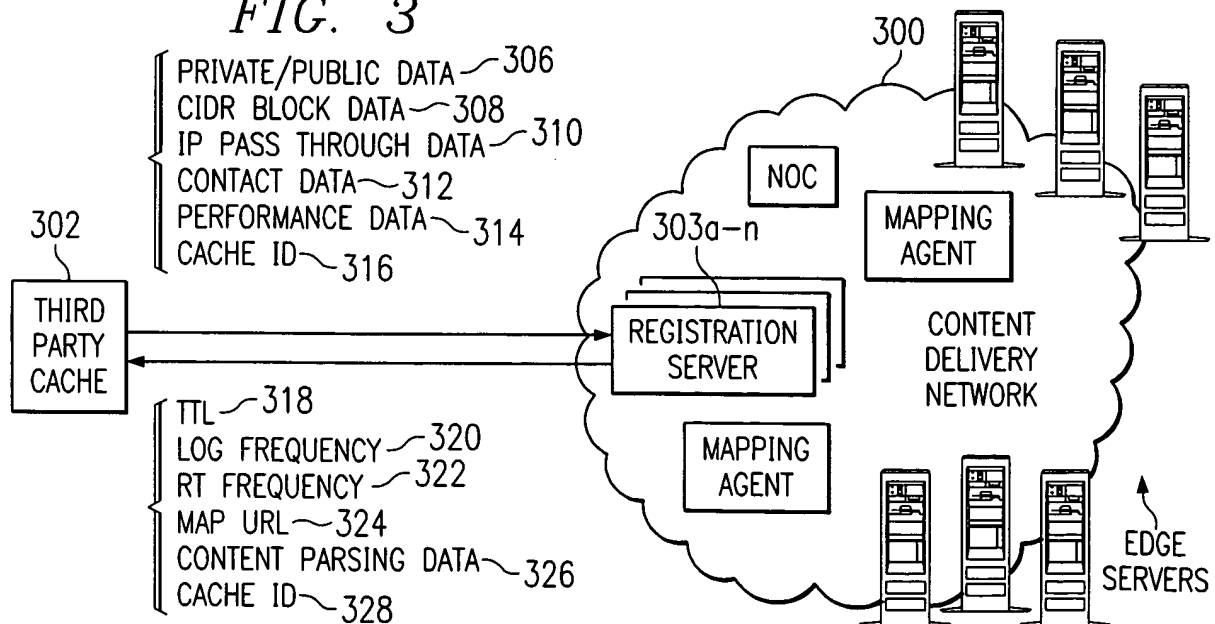 FIG. 3
PRIVATE/PUBLIC DATA 306
CIDR BLOCK DATA 308
IP PASS THROUGH DATA 310
CONTACT DATA 312
PERFORMANCE DATA 314
CACHE ID 316
302
THIRD
PARTY
CACHE
TTL 318
LOG FREQUENCY 320
RT FREQUENCY 322
MAP URL 324
CONTENT PARSING DATA 326
CACHE ID 328
300
NOC
MAPPING
AGENT
303a-n
REGISTRATION
SERVER
CONTENT
DELIVERY
NETWORK
MAPPING
AGENT
EDGE
SERVERS